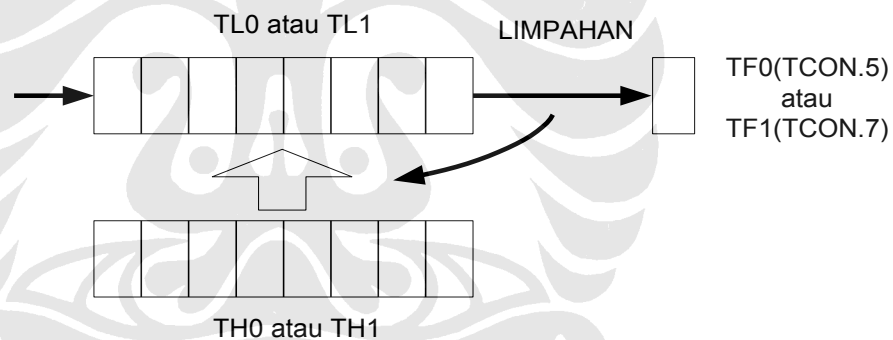 TL0 atau TL1
LIMPAHAN
TF0(TCON.5)
atau
TF1(TCON.7)
TH0 atau TH1